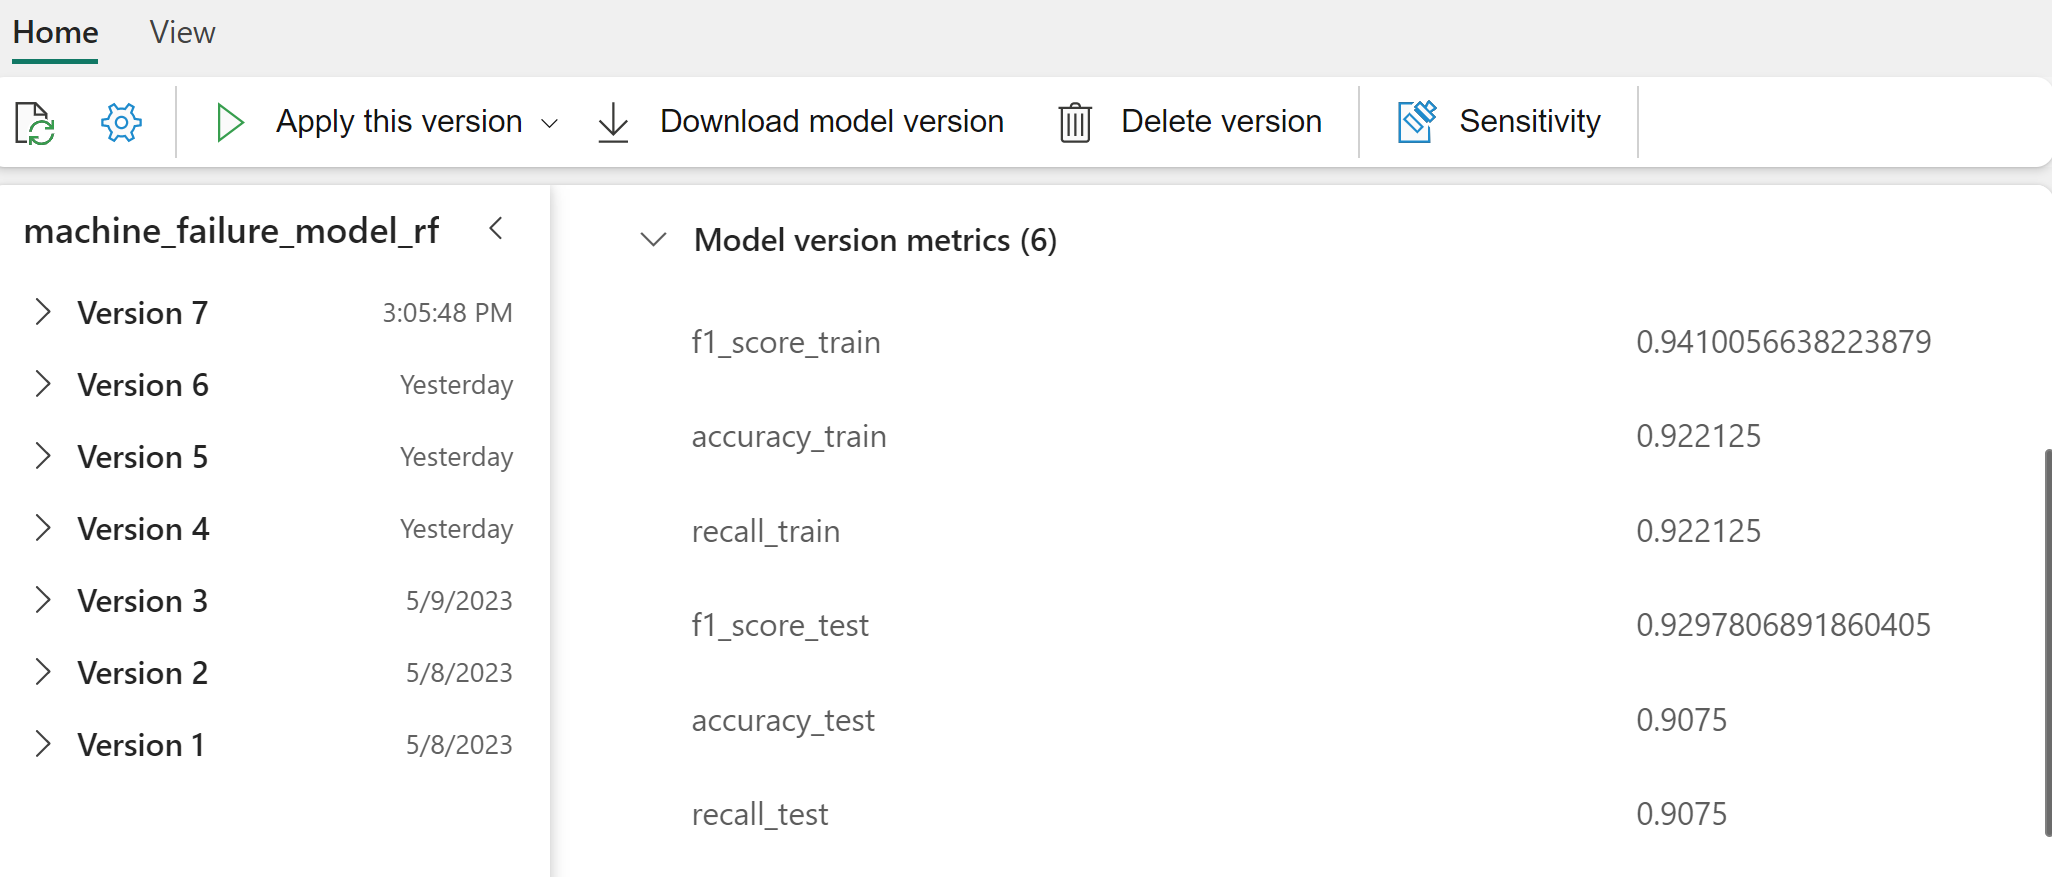 Home View
Apply this version Download model version Delete version Sensitivity
machine_failure_model_rf
Version 7 3:05:48 PM
Version 6 Yesterday
Version 5 Yesterday
Version 4 Yesterday
Version 3 5/9/2023
Version 2 5/8/2023
Version 1 5/8/2023
Model version metrics (6)
f1_score_train 0.9410056638223879
accuracy_train 0.922125
recall_train 0.922125
f1_score_test 0.9297806891860405
accuracy_test 0.9075
recall_test 0.9075